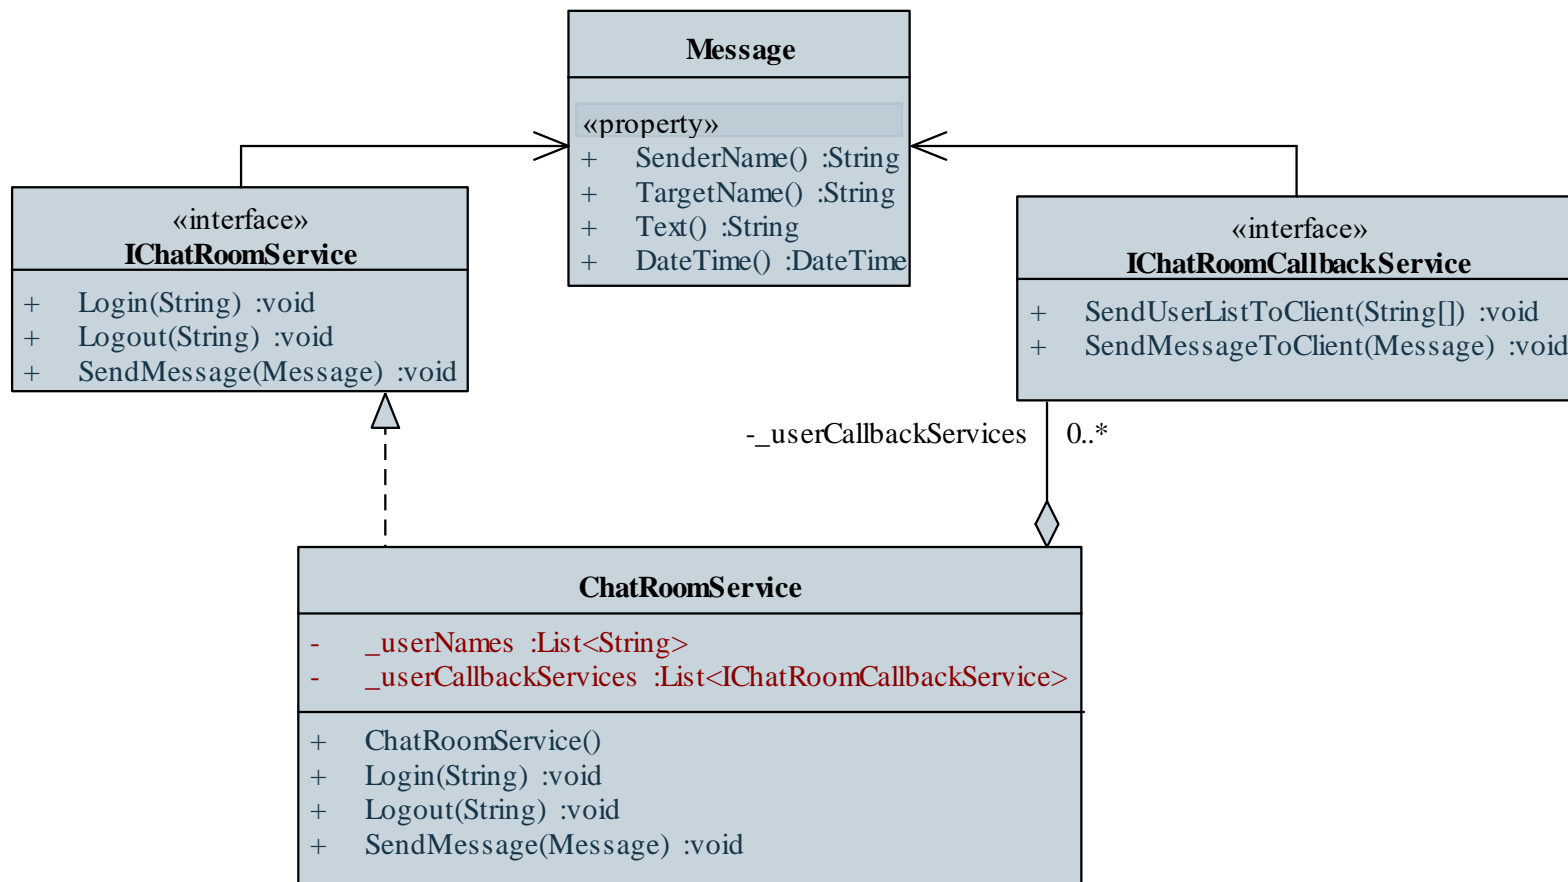 Message
«property»
+ SenderName() :String
+ TargetName() :String
+ Text() :String
+ DateTime() :DateTime
«interface»
IChatRoomService
+ Login(String) :void
+ Logout(String) :void
+ SendMessage(Message) :void
«interface»
IChatRoomCallbackService
+ SendUserListToClient(String[]) :void
+ SendMessageToClient(Message) :void
-_userCallbackServices 0..*
ChatRoomService
- _userNames :List<String>
- _userCallbackServices :List<IChatRoomCallbackService>
+ ChatRoomService()
+ Login(String) :void
+ Logout(String) :void
+ SendMessage(Message) :void